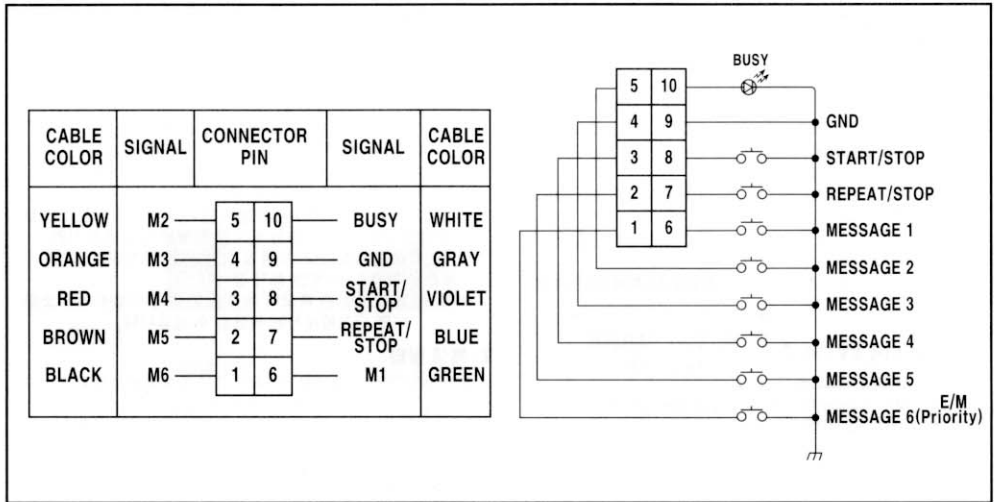 CABLE COLOR SIGNAL CONNECTOR PIN SIGNAL CABLE COLOR
YELLOW M2 5 10 BUSY WHITE
ORANGE M3 4 9 GND GRAY
RED M4 3 8 START/STOP VIOLET
BROWN M5 2 7 REPEAT/STOP BLUE
BLACK M6 1 6 M1 GREEN
BUSY
5 10
4 9 GND
3 8 START/STOP
2 7 REPEAT/STOP
1 6 MESSAGE 1
MESSAGE 2
MESSAGE 3
MESSAGE 4
MESSAGE 5
E/M
MESSAGE 6(Priority)